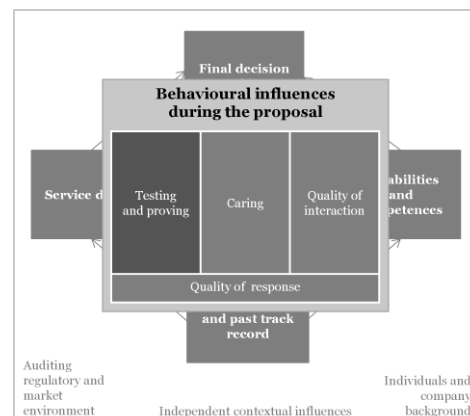 Final decision
Behavioural influences
during the proposal
Service d
Testing
and proving
Caring
Quality of
interaction
abilities
and
petences
Quality of response
and past track
record
Auditing
regulatory and
market
environment
Independent contextual influences
Individuals and
company
background